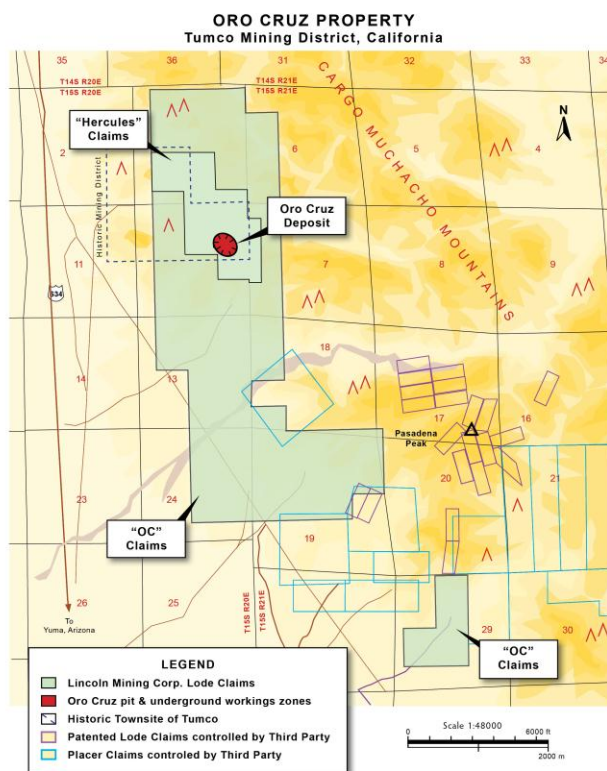 ORO CRUZ PROPERTY
Tumco Mining District, California
35
36
31
32
33
34
T14S R20E
T15S R20E
T14S R21E
T15S R21E
CARGO MUCHACHO MOUNTAINS
N
"Hercules"
Claims
2
6
5
4
Historic Mining District
Oro Cruz
Deposit
11
7
8
9
S34
18
14
13
17
16
Pasadena
Peak
20
21
23
24
19
"OC"
Claims
T15S R20E
T15S R21E
26
25
29
30
To
Yuma, Arizona
"OC"
Claims
LEGEND
Lincoln Mining Corp. Lode Claims
Oro Cruz pit & underground workings zones
Historic Townsite of Tumco
Patented Lode Claims controlled by Third Party
Placer Claims controled by Third Party
Scale 1:48000
0
6000 ft
2000 m